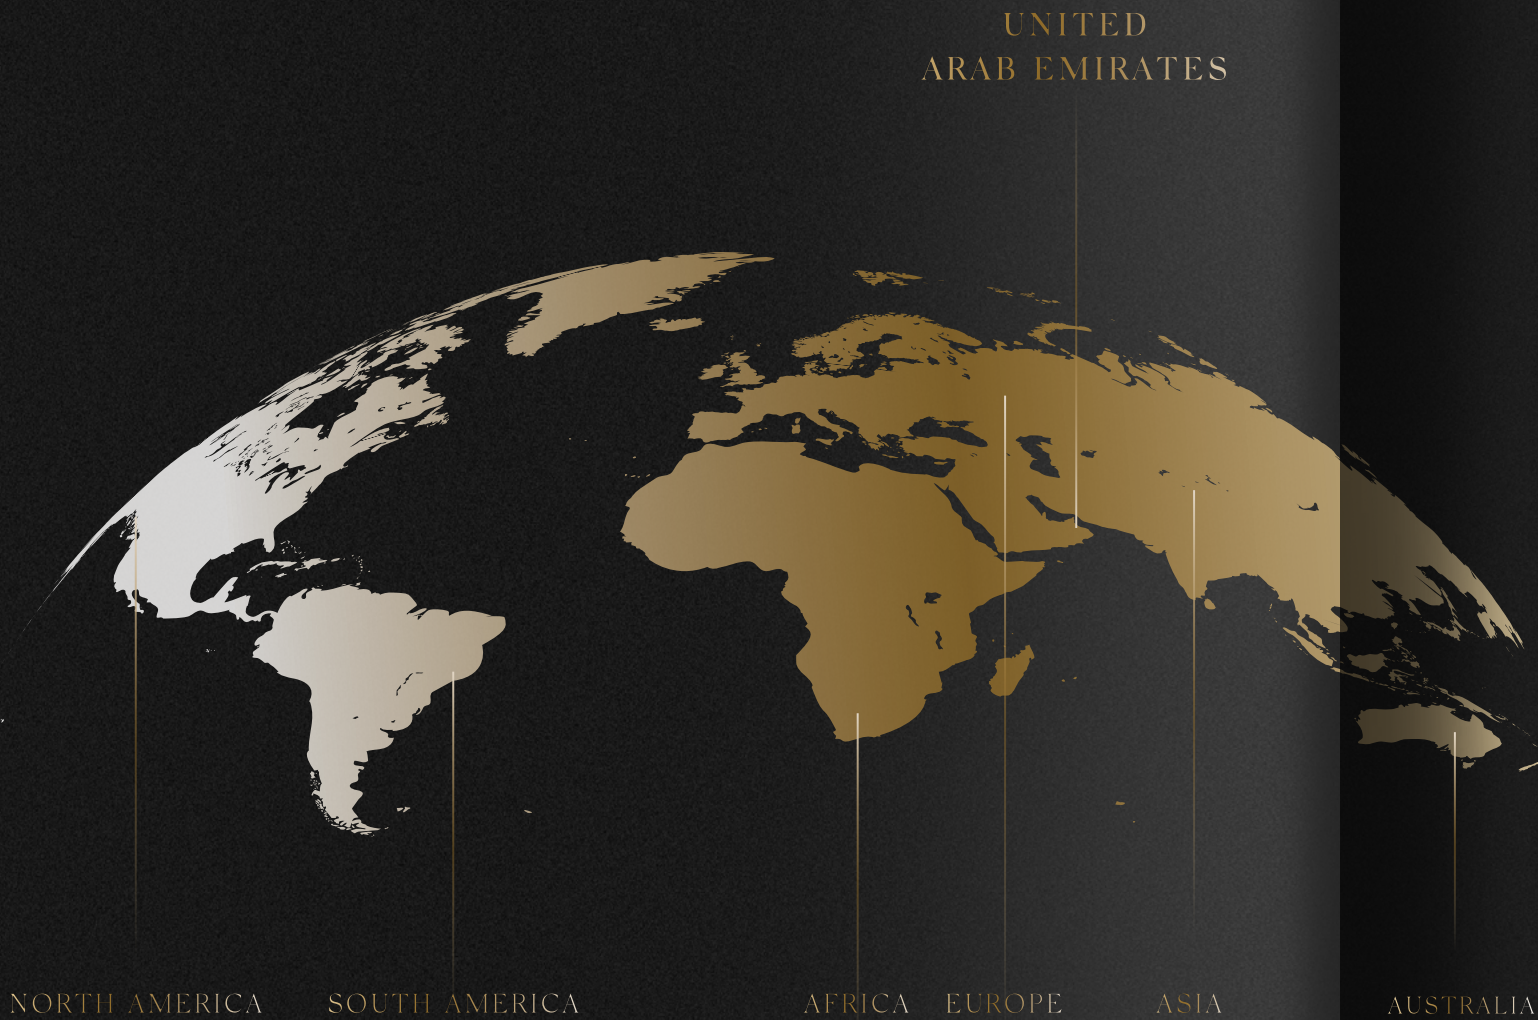 UNITED
ARAB EMIRATES
NORTH AMERICA
SOUTH AMERICA
AFRICA
EUROPE
ASIA
AUSTRALIA